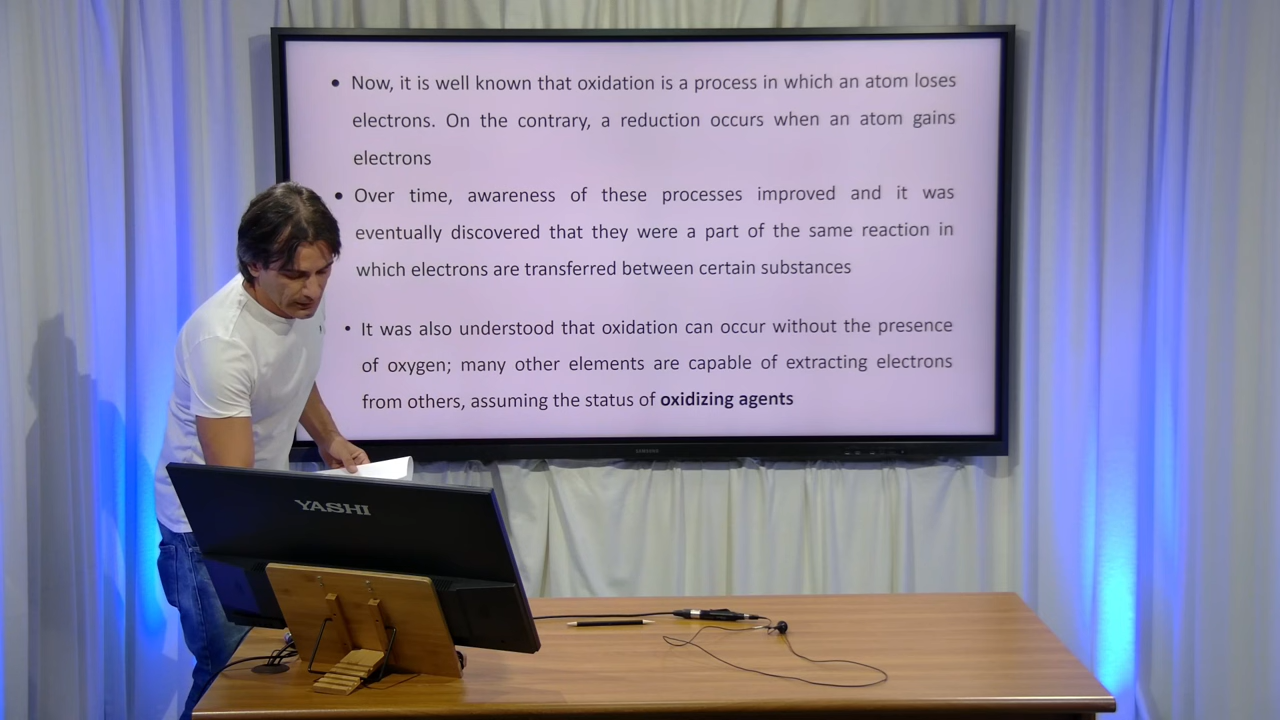 • Now, it is well known that oxidation is a process in which an atom loses
electrons. On the contrary, a reduction occurs when an atom gains
electrons
• Over time, awareness of these processes improved and it was
eventually discovered that they were a part of the same reaction in
which electrons are transferred between certain substances
• It was also understood that oxidation can occur without the presence
of oxygen; many other elements are capable of extracting electrons
from others, assuming the status of oxidizing agents
SAMSUNG
YASHI